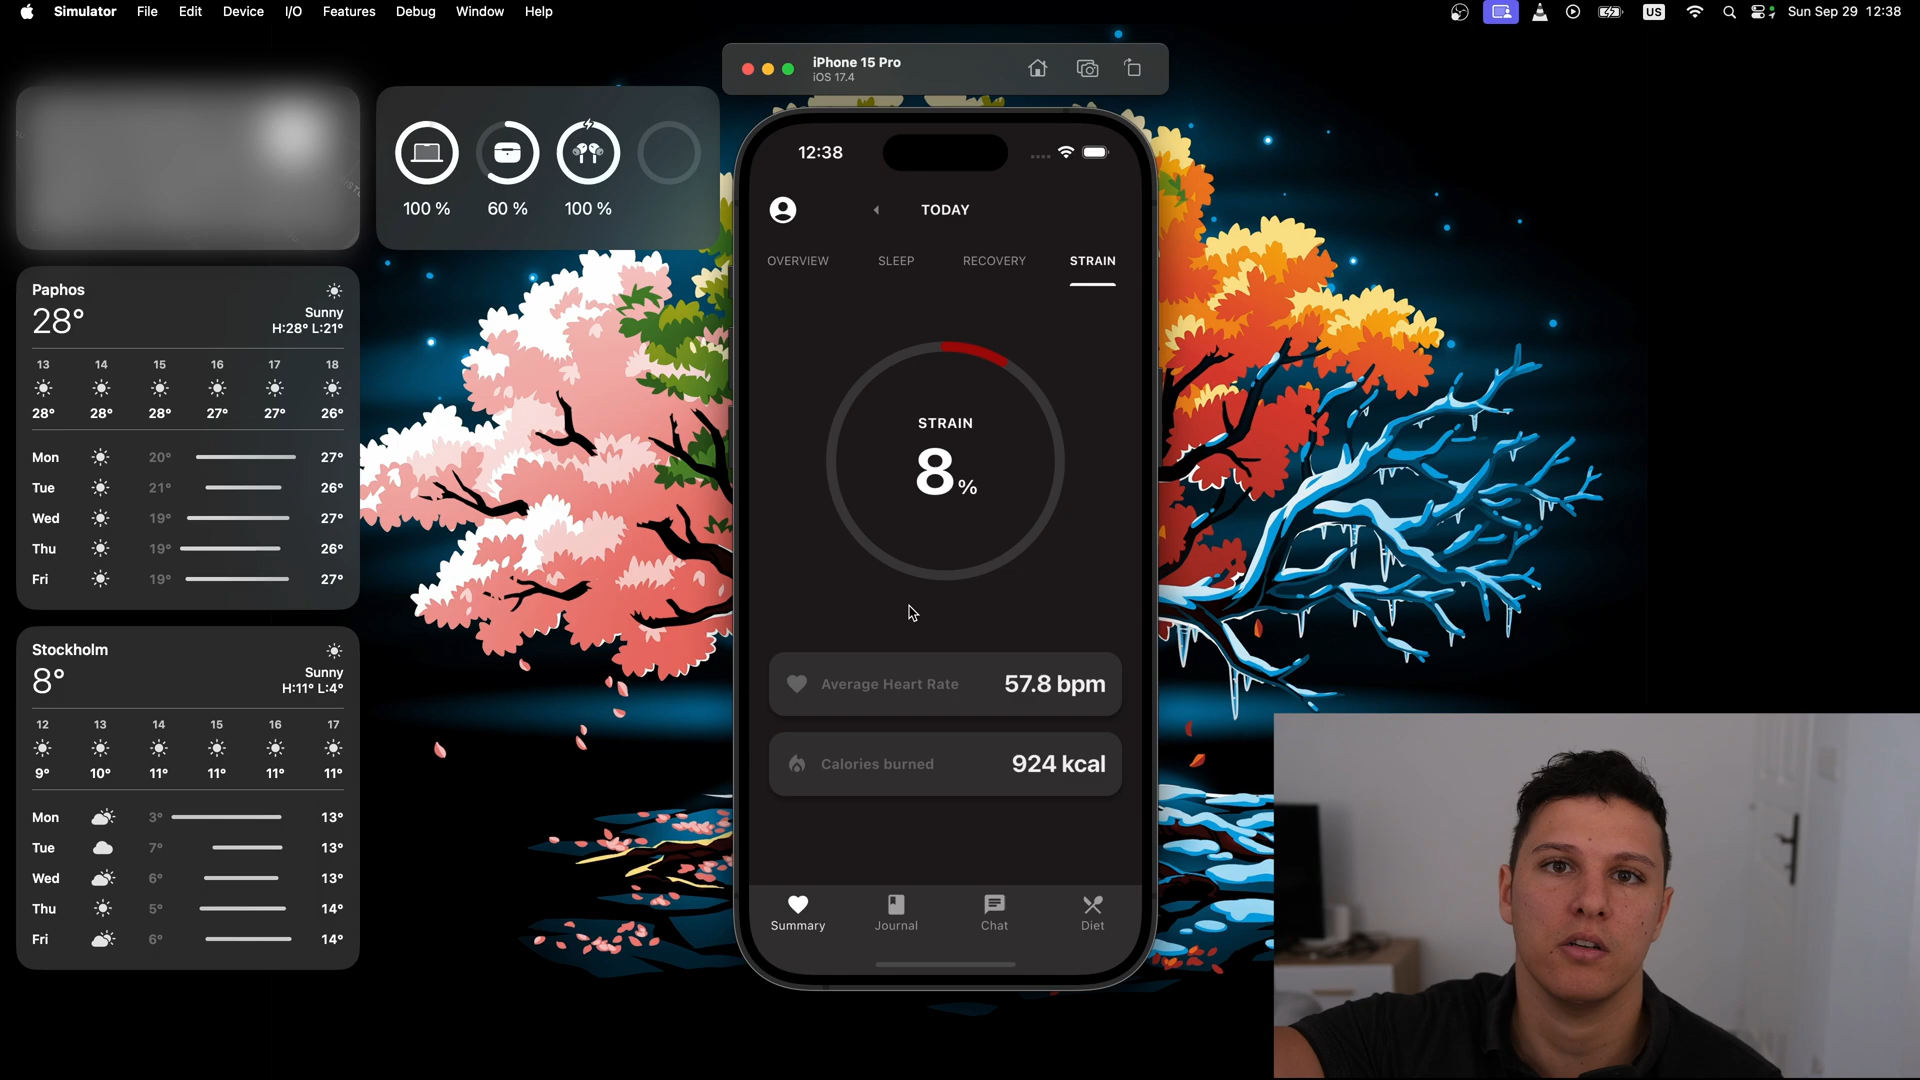 Simulator File Edit Device I/O Features Debug Window Help
US Sun Sep 29 12:38
iPhone 15 Pro
iOS 17.4
100 % 60 % 100 %
Paphos
28°
Sunny
H:28° L:21°
13 14 15 16 17 18
28° 28° 28° 27° 27° 26°
Mon 20° 27°
Tue 21° 26°
Wed 19° 27°
Thu 19° 26°
Fri 19° 27°
Stockholm
8°
Sunny
H:11° L:4°
12 13 14 15 16 17
9° 10° 11° 11° 11° 11°
Mon 3° 13°
Tue 7° 13°
Wed 6° 13°
Thu 5° 14°
Fri 6° 14°
12:38
TODAY
OVERVIEW SLEEP RECOVERY STRAIN
STRAIN
8%
Average Heart Rate 57.8 bpm
Calories burned 924 kcal
Summary Journal Chat Diet